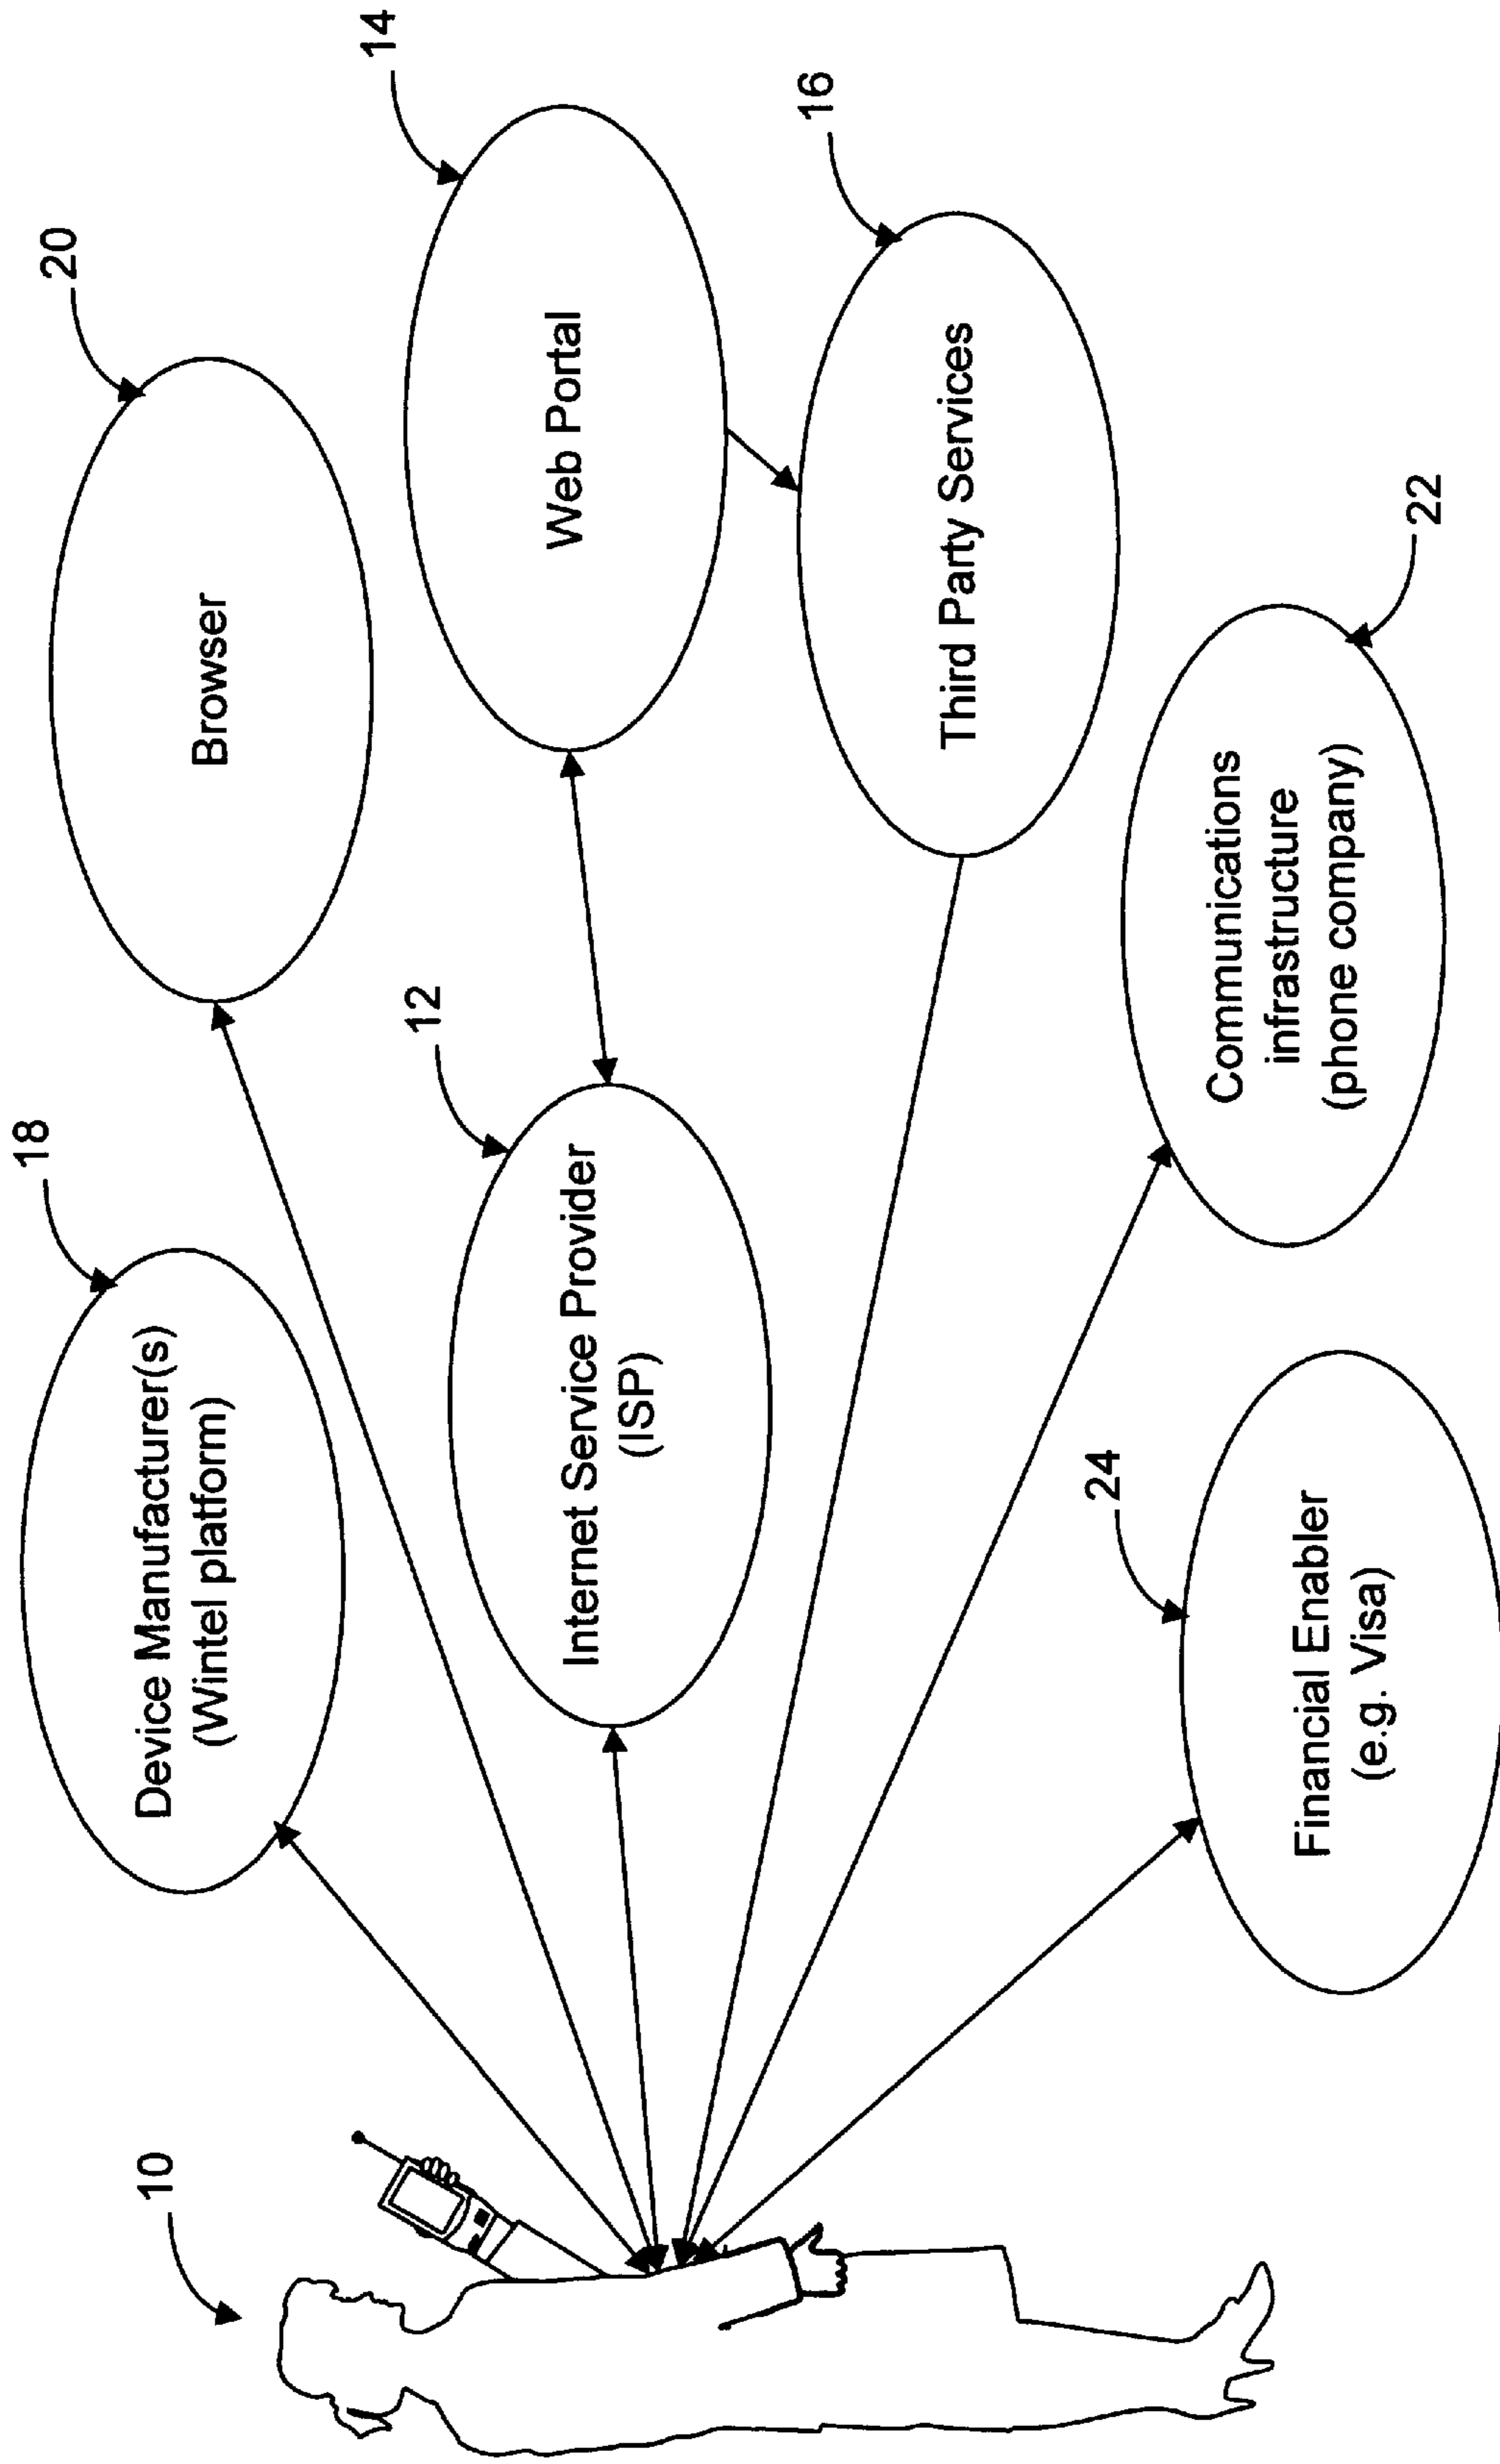 18
Device Manufacturer(s)
(Wintel platform)
20
Browser
10
12
Internet Service Provider
(ISP)
14
Web Portal
16
Third Party Services
24
Financial Enabler
(e.g. Visa)
Communications
infrastructure
(phone company)
22